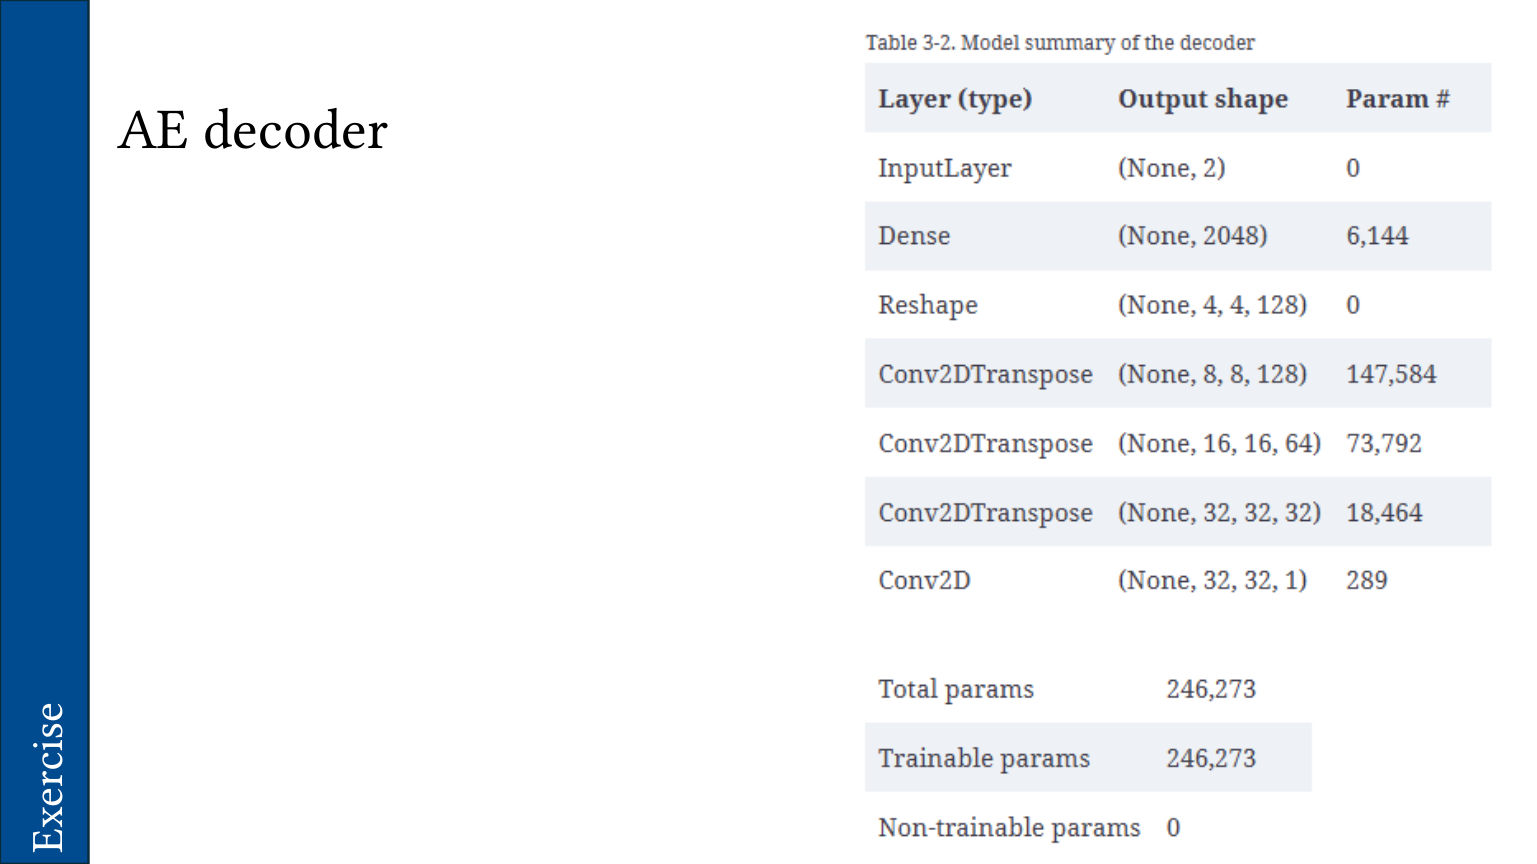 AE decoder
Exercise
Table 3-2. Model summary of the decoder
Layer (type) Output shape Param #
InputLayer (None, 2) 0
Dense (None, 2048) 6,144
Reshape (None, 4, 4, 128) 0
Conv2DTranspose (None, 8, 8, 128) 147,584
Conv2DTranspose (None, 16, 16, 64) 73,792
Conv2DTranspose (None, 32, 32, 32) 18,464
Conv2D (None, 32, 32, 1) 289
Total params 246,273
Trainable params 246,273
Non-trainable params 0